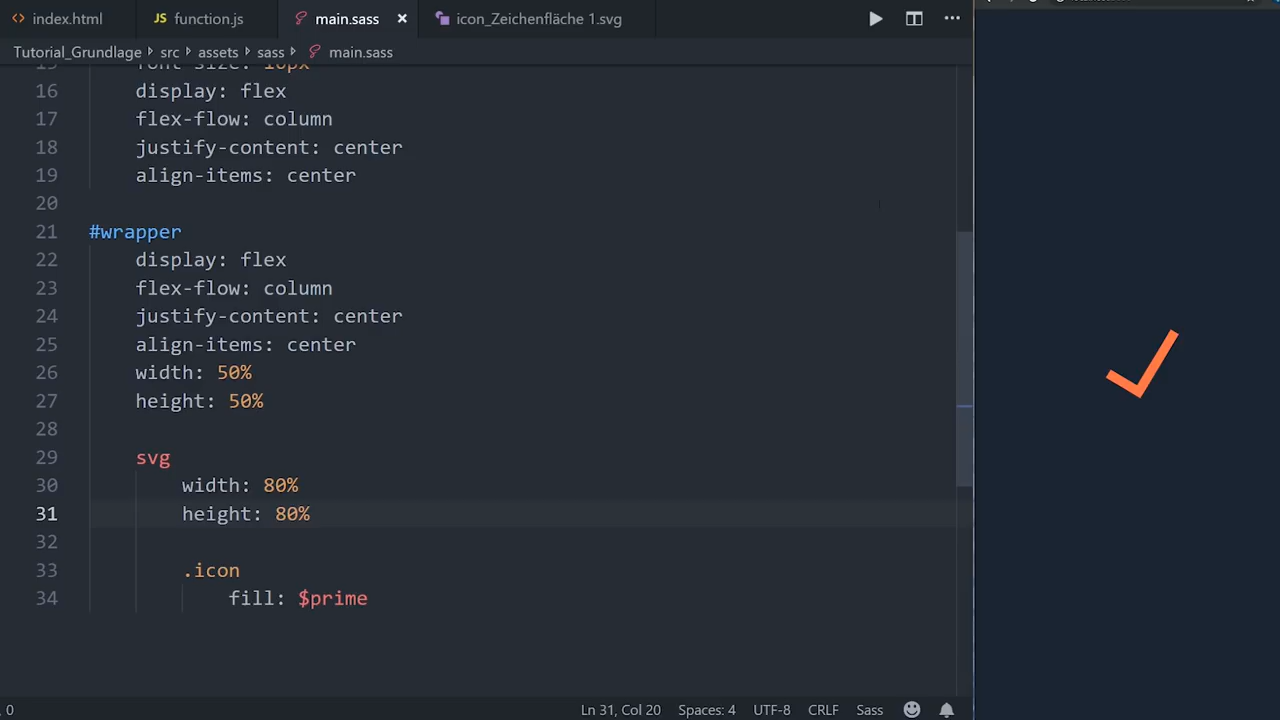 index.html
JS function.js
main.sass ×
icon_Zeichenfläche 1.svg
Tutorial_Grundlage > src > assets > sass > main.sass
15 font-size: 16px
16 display: flex
17 flex-flow: column
18 justify-content: center
19 align-items: center
20
21 #wrapper
22 display: flex
23 flex-flow: column
24 justify-content: center
25 align-items: center
26 width: 50%
27 height: 50%
28
29 svg
30 width: 80%
31 height: 80%
32
33 .icon
34 fill: $prime
, 0
Ln 31, Col 20
Spaces: 4
UTF-8
CRLF
Sass